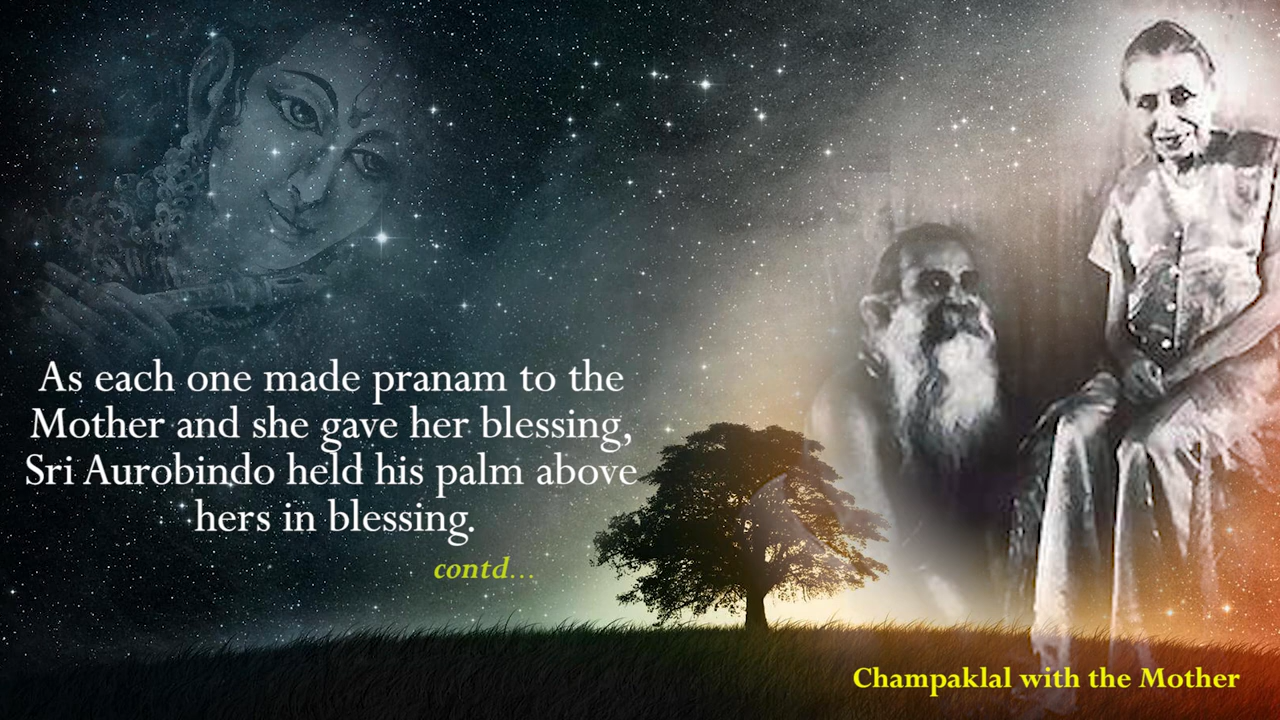 As each one made pranam to the
Mother and she gave her blessing,
Sri Aurobindo held his palm above
hers in blessing.
contd...
Champaklal with the Mother